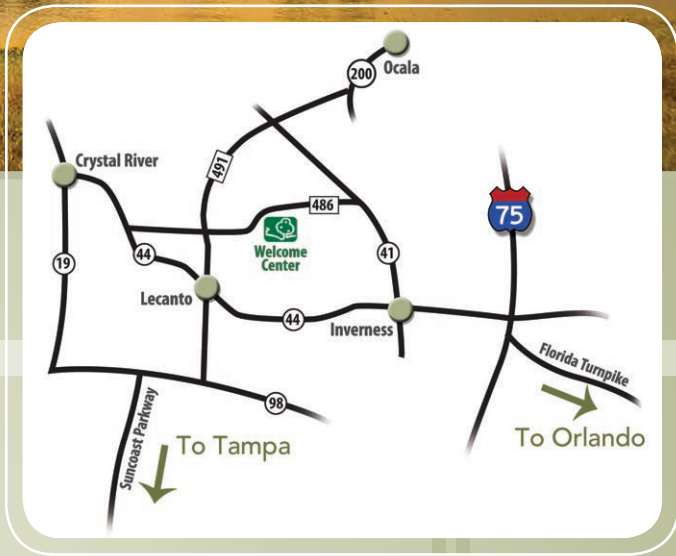 Ocala
200
Crystal River
491
486
75
Welcome
Center
41
19
44
Lecanto
44
Inverness
Florida Turnpike
98
Suncoast Parkway
To Tampa
To Orlando